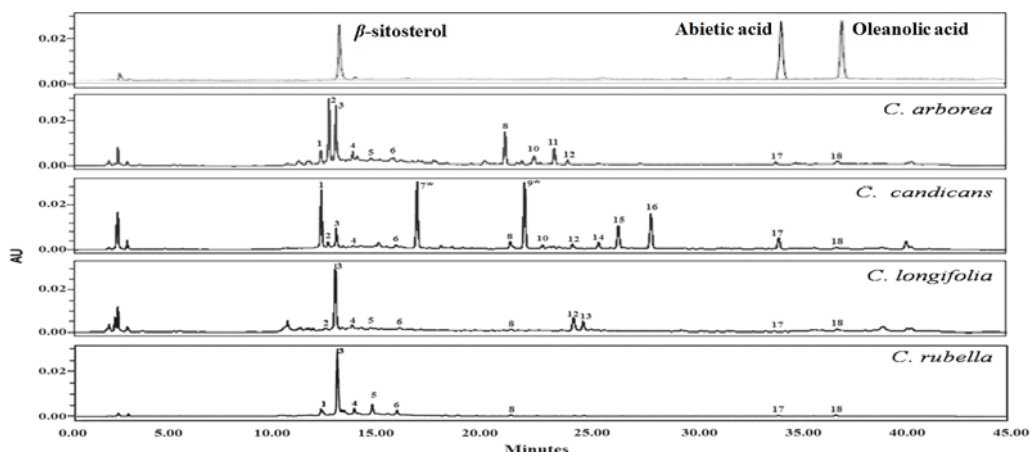 β-sitosterol Abietic acid Oleanolic acid
0.02
0.00
C. arborea
0.02
0.00
1 2 3 4 5 6 8 10 11 12 17 18
C. candicans
0.02
0.00
1 2 3 4 6 7* 8 9* 10 12 14 15 16 17 18
AU
C. longifolia
0.02
0.00
2 3 4 5 6 8 12 13 17 18
C. rubella
0.02
0.00
1 3 4 5 6 8 17 18
0.00 5.00 10.00 15.00 20.00 25.00 30.00 35.00 40.00 45.00
Minutes